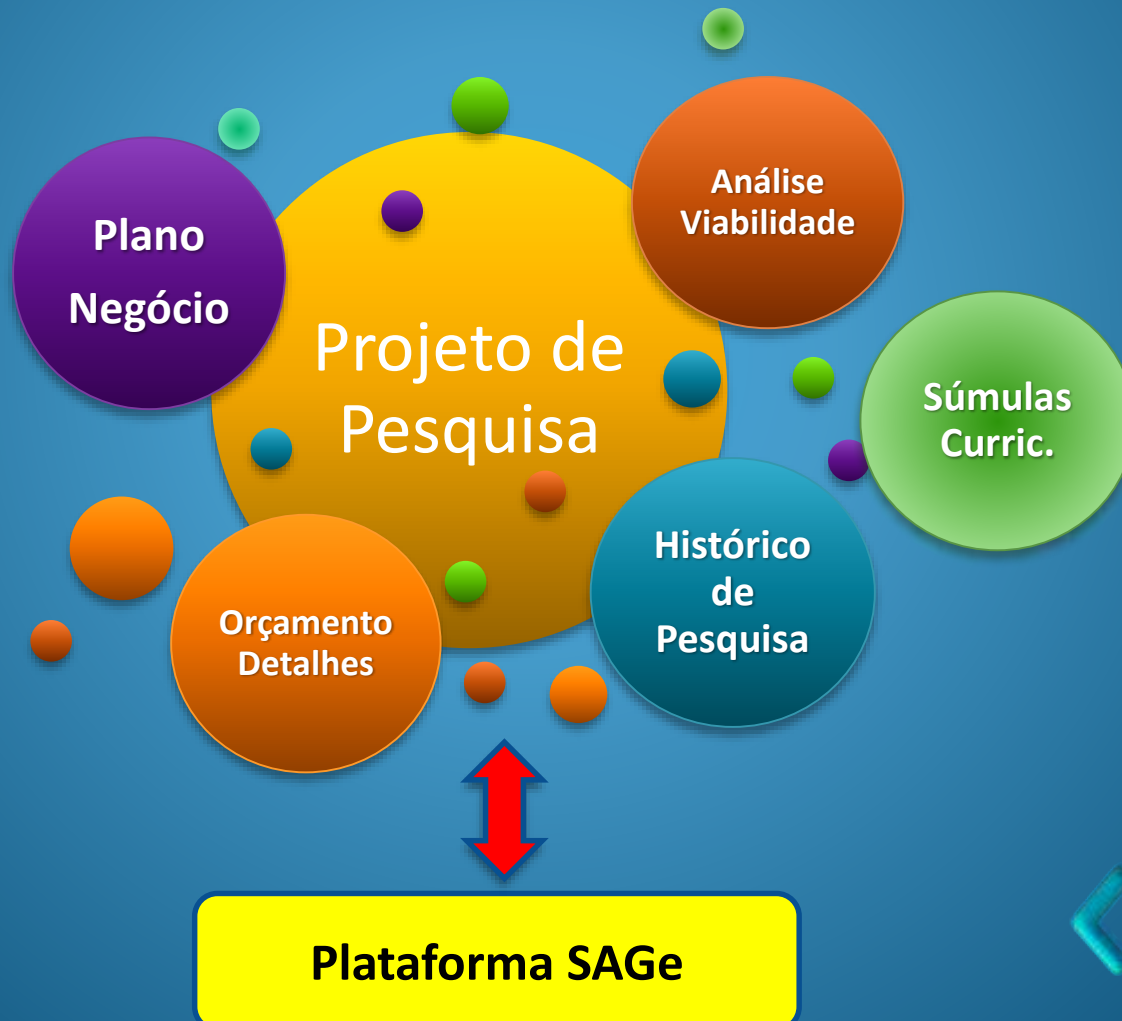 Análise
Viabilidade
Plano
Negócio
Projeto de
Pesquisa
Súmulas
Curric.
Histórico
de
Pesquisa
Orçamento
Detalhes
Plataforma SAGe